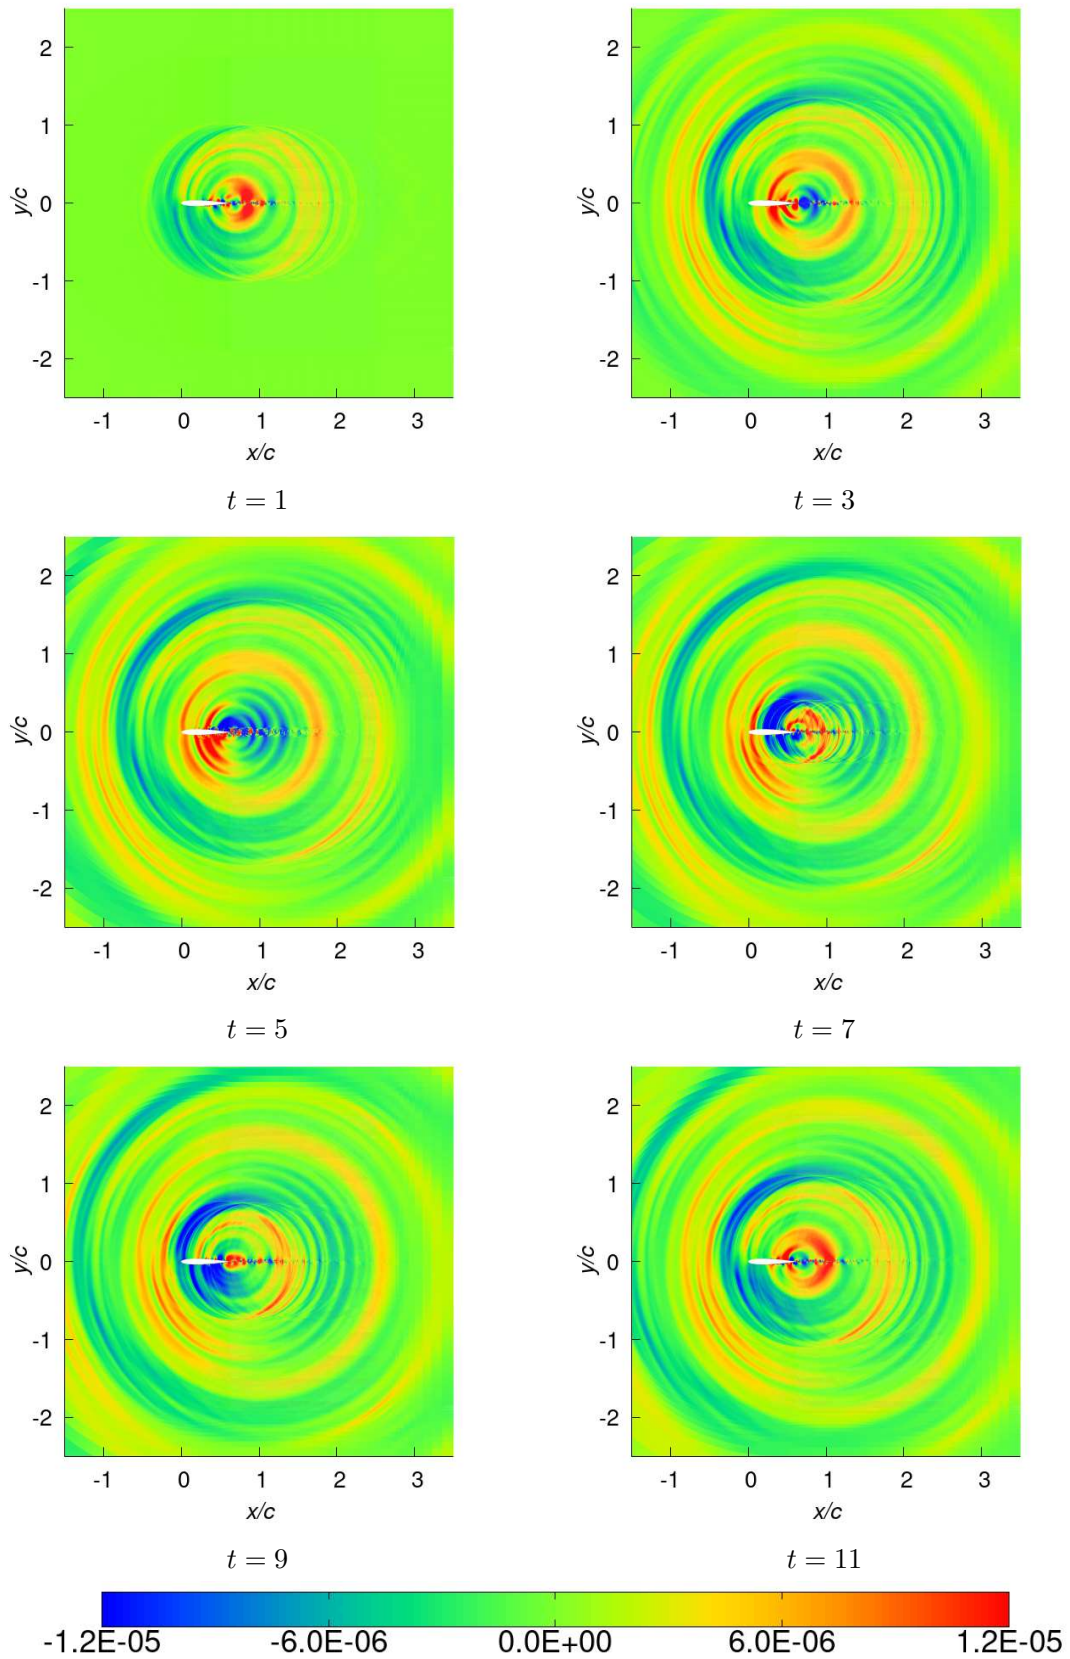 2 2
1 1
y/c 0 y/c 0
-1 -1
-2 -2
-1 0 1 2 3 -1 0 1 2 3
x/c x/c
t = 1 t = 3
2 2
1 1
y/c 0 y/c 0
-1 -1
-2 -2
-1 0 1 2 3 -1 0 1 2 3
x/c x/c
t = 5 t = 7
2 2
1 1
y/c 0 y/c 0
-1 -1
-2 -2
-1 0 1 2 3 -1 0 1 2 3
x/c x/c
t = 9 t = 11
-1.2E-05 -6.0E-06 0.0E+00 6.0E-06 1.2E-05